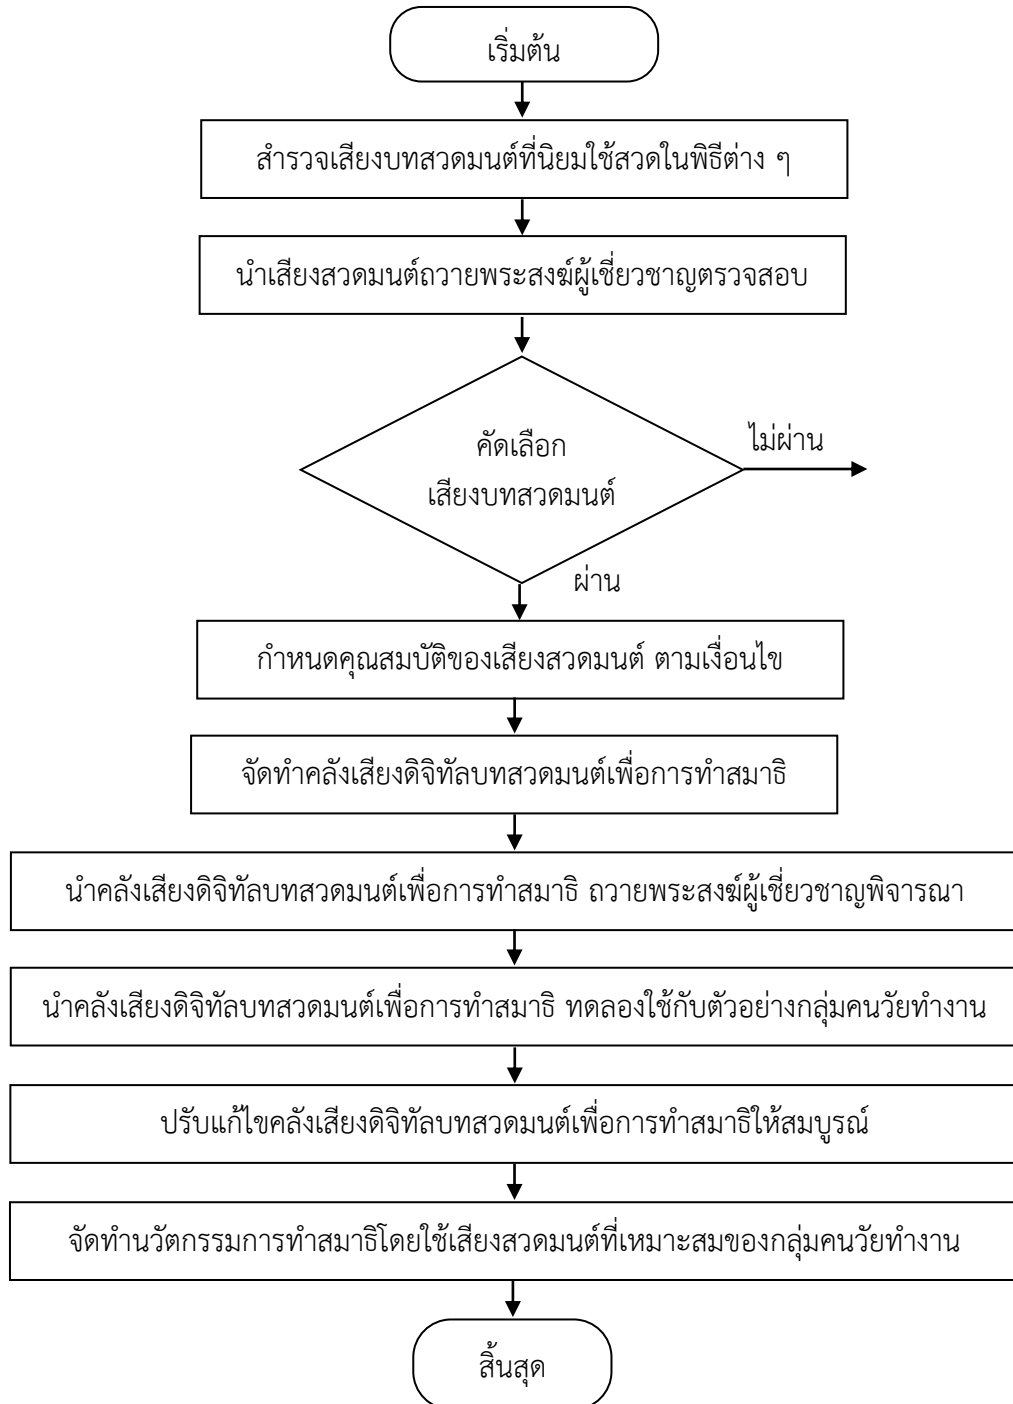 เริ่มต้น
สำรวจเสียงบทสวดมนต์ที่นิยมใช้สวดในพิธีต่าง ๆ
นำเสียงสวดมนต์ถวายพระสงฆ์ผู้เชี่ยวชาญตรวจสอบ
คัดเลือก
เสียงบทสวดมนต์
ไม่ผ่าน
ผ่าน
กำหนดคุณสมบัติของเสียงสวดมนต์ ตามเงื่อนไข
จัดทำคลังเสียงดิจิทัลบทสวดมนต์เพื่อการทำสมาธิ
นำคลังเสียงดิจิทัลบทสวดมนต์เพื่อการทำสมาธิ ถวายพระสงฆ์ผู้เชี่ยวชาญพิจารณา
นำคลังเสียงดิจิทัลบทสวดมนต์เพื่อการทำสมาธิ ทดลองใช้กับตัวอย่างกลุ่มคนวัยทำงาน
ปรับแก้ไขคลังเสียงดิจิทัลบทสวดมนต์เพื่อการทำสมาธิให้สมบูรณ์
จัดทำนวัตกรรมการทำสมาธิโดยใช้เสียงสวดมนต์ที่เหมาะสมของกลุ่มคนวัยทำงาน
สิ้นสุด